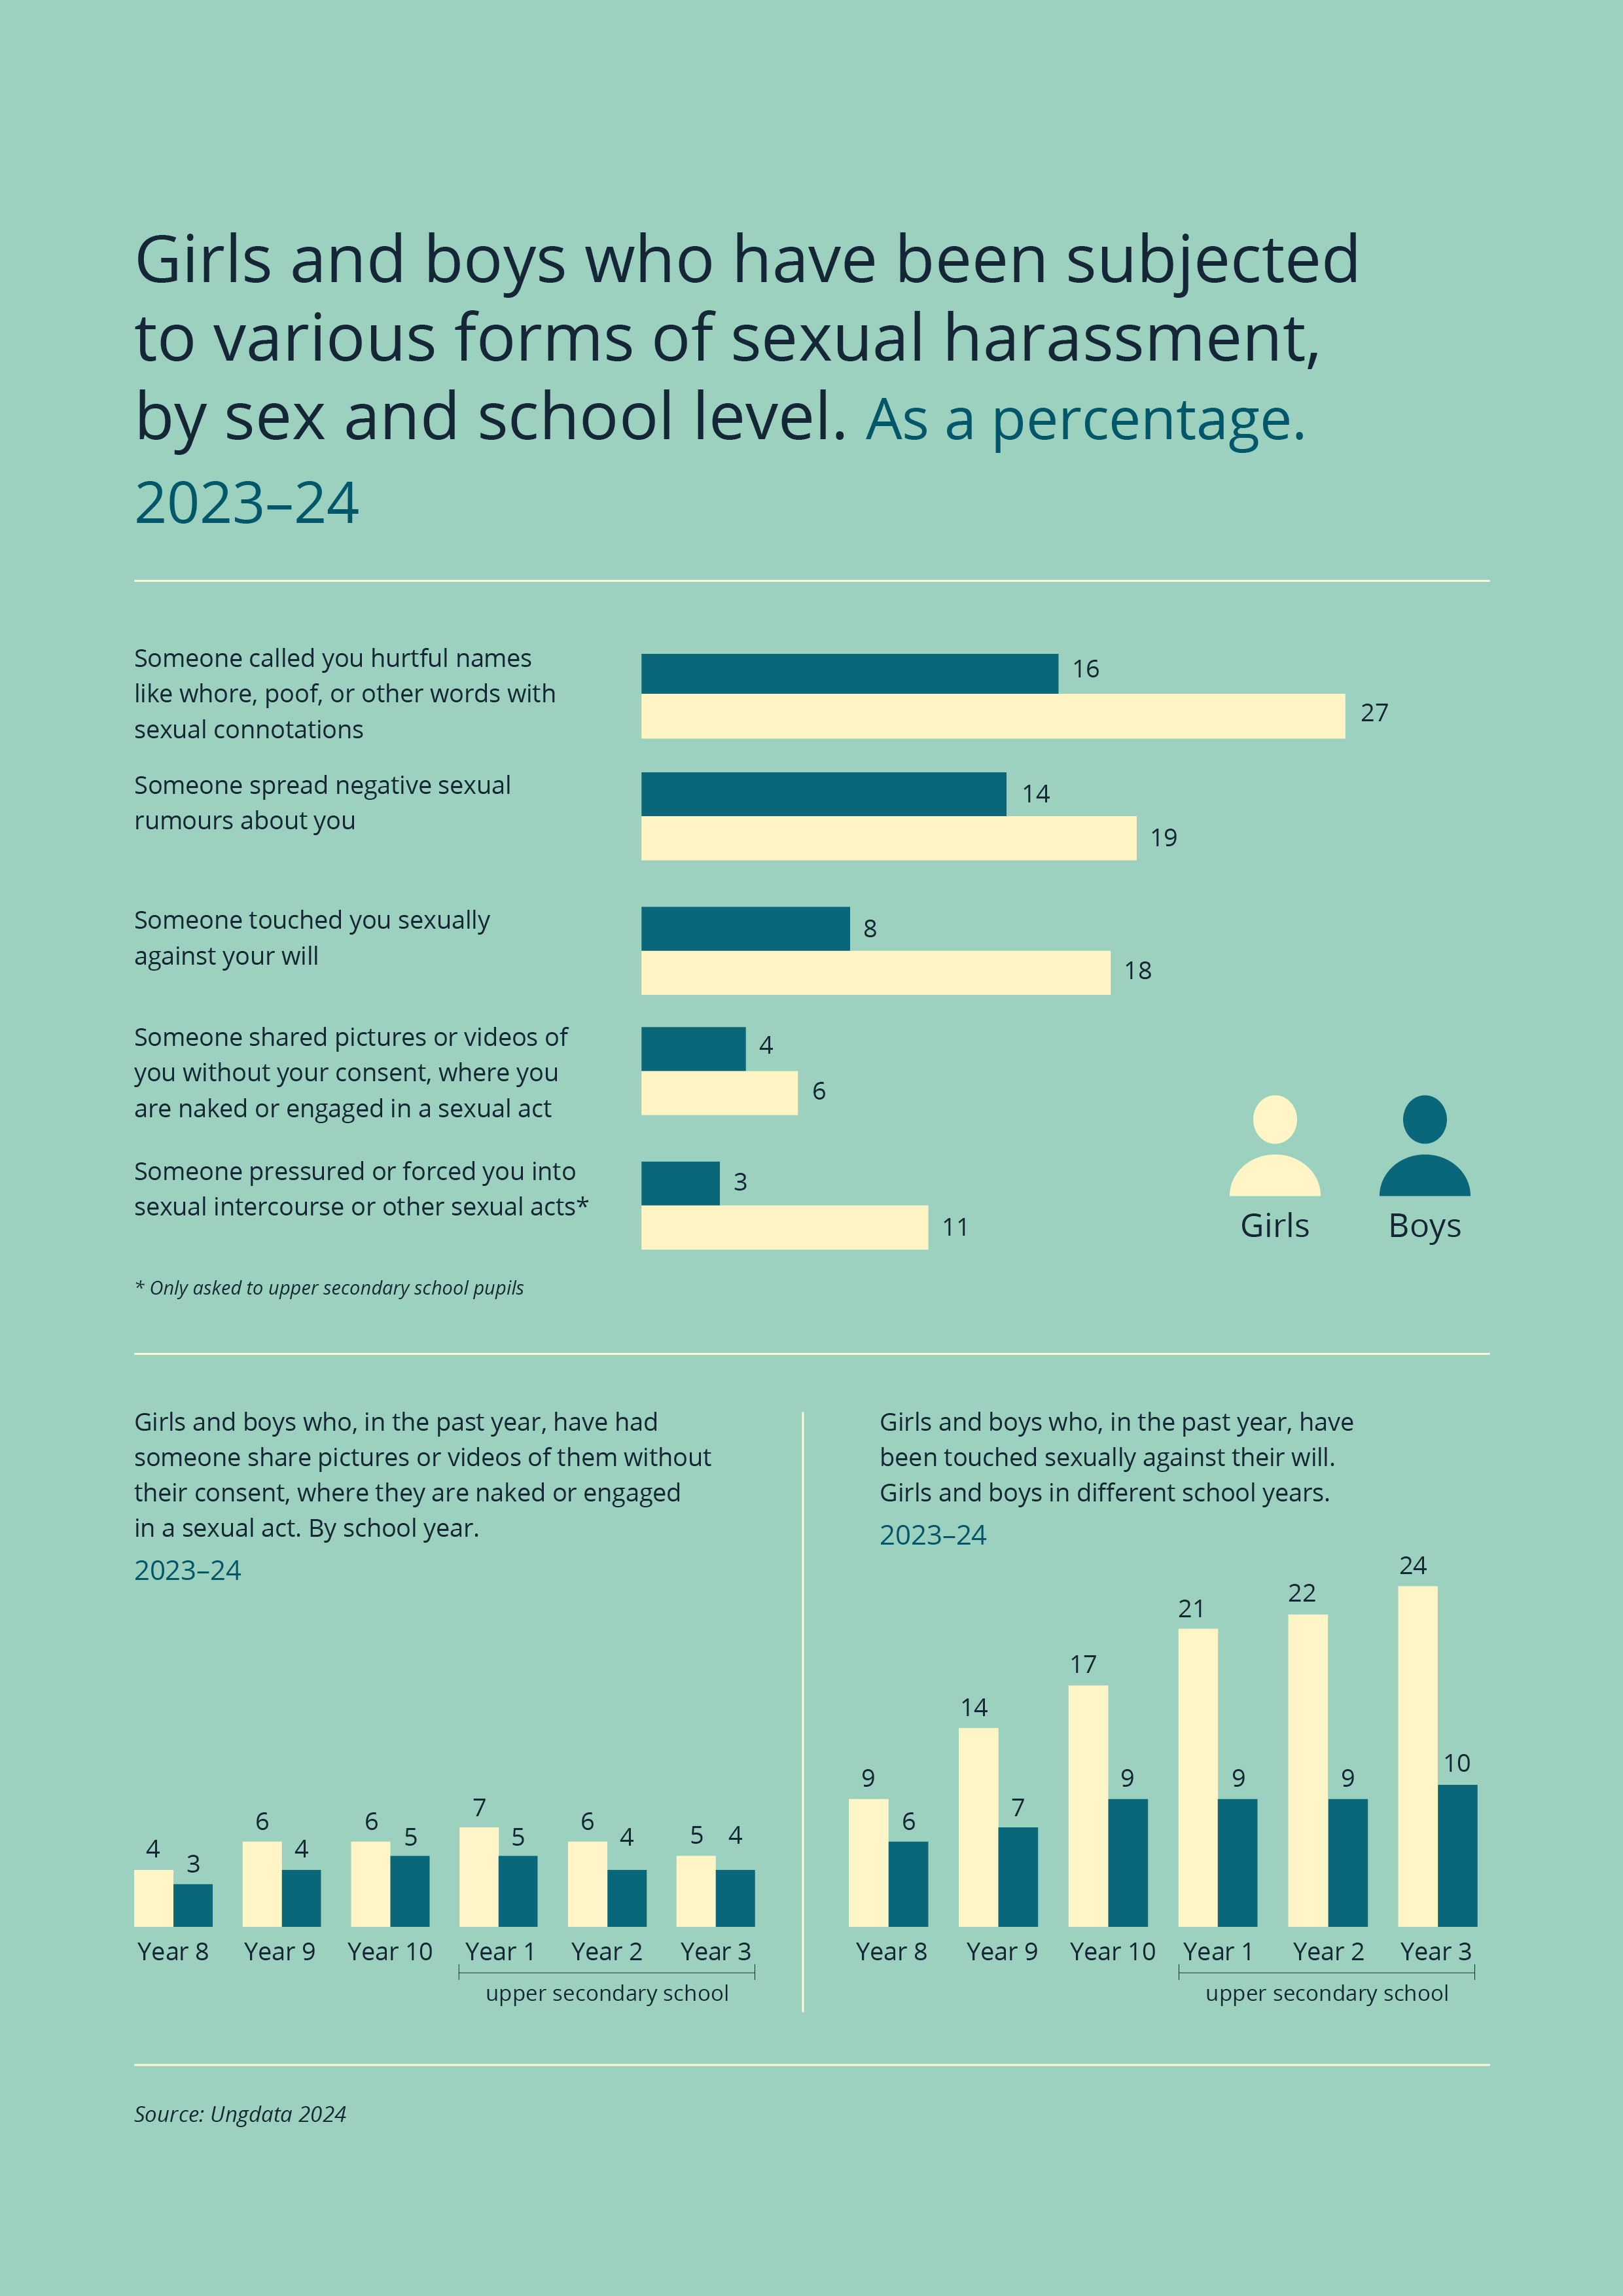 Girls and boys who have been subjected
to various forms of sexual harassment,
by sex and school level. As a percentage.
2023–24
Someone called you hurtful names
like whore, poof, or other words with
sexual connotations
16
27
Someone spread negative sexual
rumours about you
14
19
Someone touched you sexually
against your will
8
18
Someone shared pictures or videos of
you without your consent, where you
are naked or engaged in a sexual act
4
6
Someone pressured or forced you into
sexual intercourse or other sexual acts*
3
11
Girls Boys
* Only asked to upper secondary school pupils
Girls and boys who, in the past year, have had
someone share pictures or videos of them without
their consent, where they are naked or engaged
in a sexual act. By school year.
2023–24
4 3 6 4 6 5 7 5 6 4 5 4
Year 8 Year 9 Year 10 Year 1 Year 2 Year 3
upper secondary school
Girls and boys who, in the past year, have
been touched sexually against their will.
Girls and boys in different school years.
2023–24
9 6 14 7 17 9 21 9 22 9 24 10
Year 8 Year 9 Year 10 Year 1 Year 2 Year 3
upper secondary school
Source: Ungdata 2024